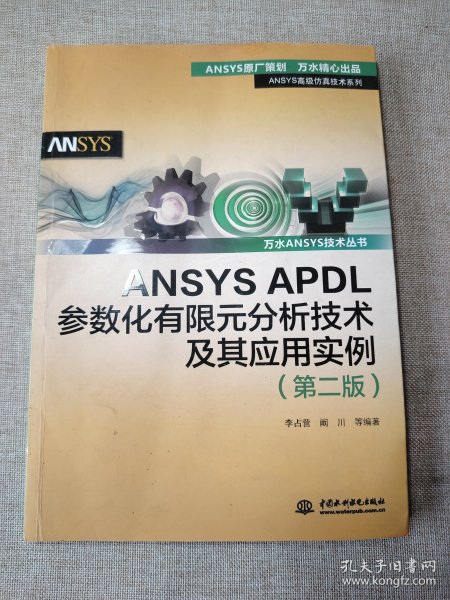 ANSYS原厂策划 万水精心出品
ANSYS高级仿真技术系列
ANSYS
万水ANSYS技术丛书
ANSYS APDL
参数化有限元分析技术
及其应用实例
（第二版）
李占营 阚 川 等编著
中国水利水电出版社
www.waterpub.com.cn
孔夫子旧书网
www.kongfz.com